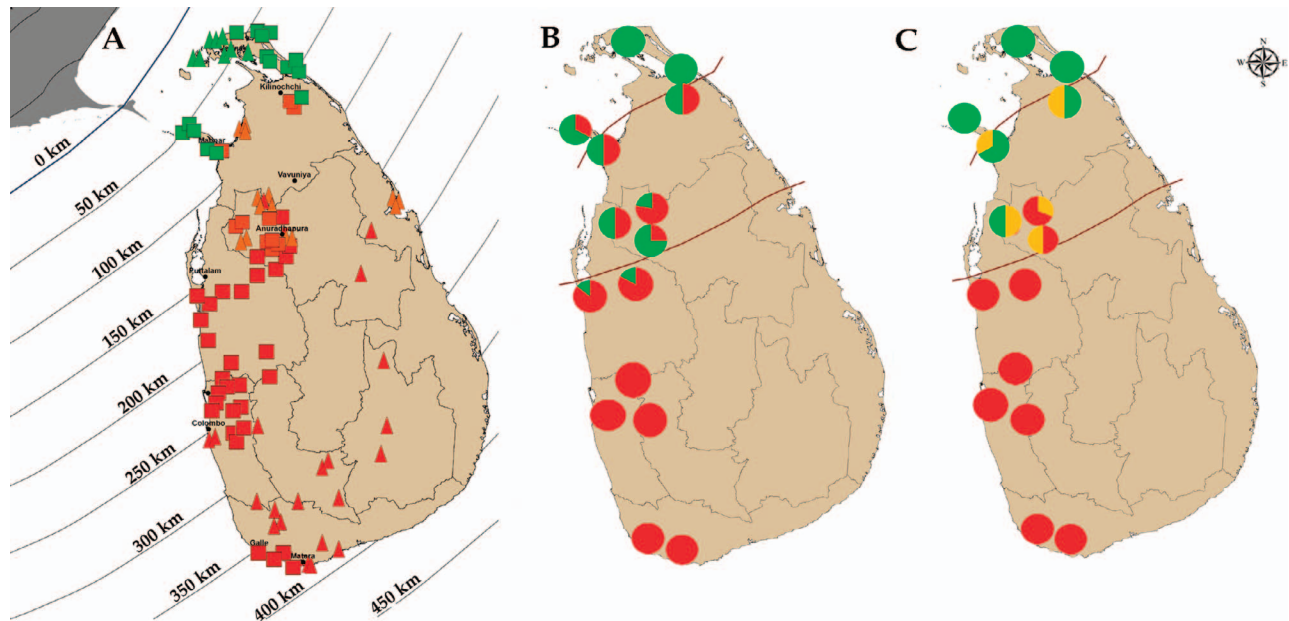 A
B
C
N
W E
S
Kilinochchi
Mannar
Vavuniya
Anuradhapura
Puttalam
Colombo
Galle
Matara
0 km
50 km
100 km
150 km
200 km
250 km
300 km
350 km
400 km
450 km